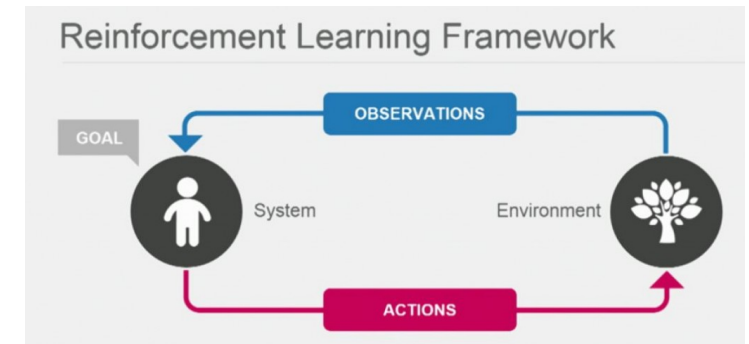 Reinforcement Learning Framework
OBSERVATIONS
GOAL
System
Environment
ACTIONS